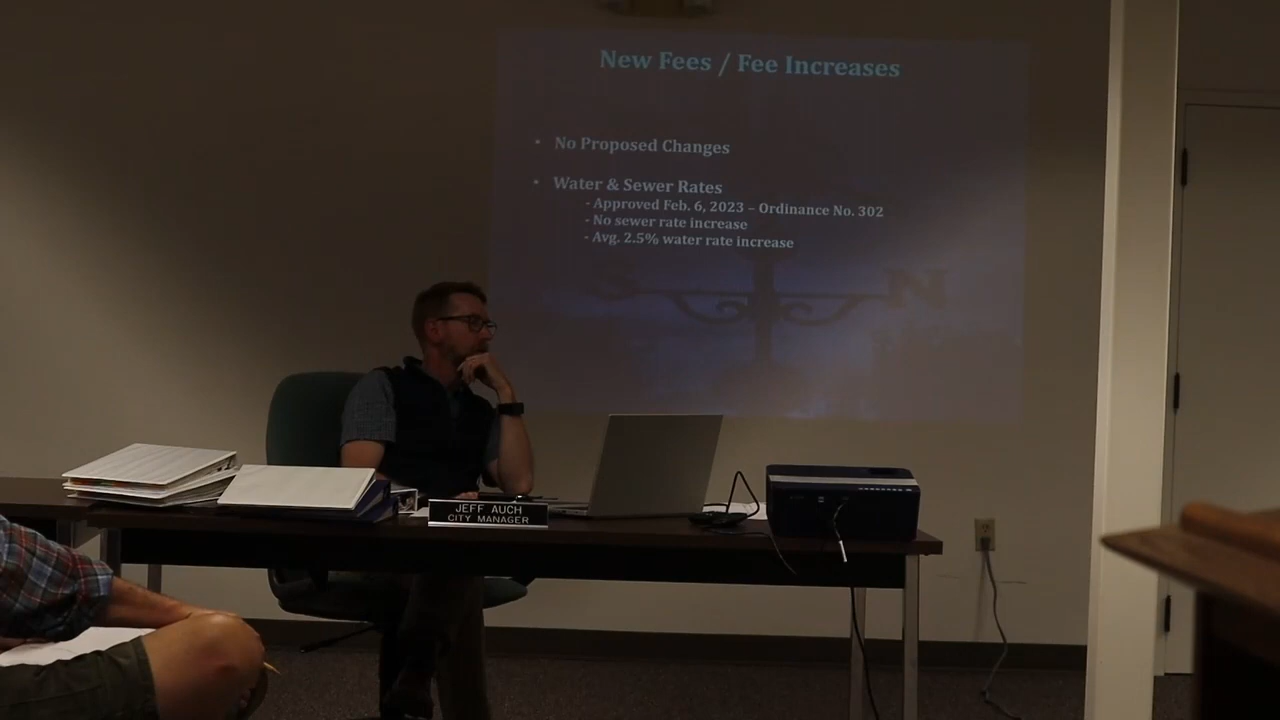 New Fees / Fee Increases
• No Proposed Changes
• Water & Sewer Rates
- Approved Feb. 6, 2023 – Ordinance No. 302
- No sewer rate increase
- Avg. 2.5% water rate increase
S N
JEFF AUCH
CITY MANAGER